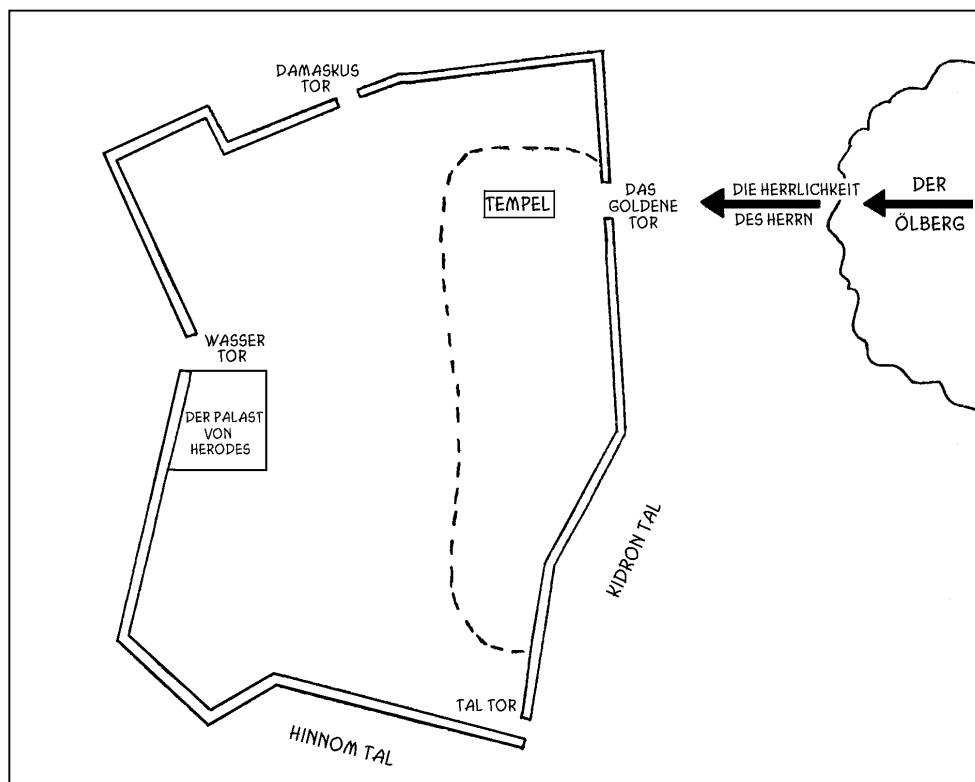 DAMASKUS
TOR
TEMPEL
DAS
GOLDENE
TOR
DIE HERRLICHKEIT
DES HERRN
DER
ÖLBERG
WASSER
TOR
DER PALAST
VON
HERODES
KIDRON TAL
TAL TOR
HINNOM TAL